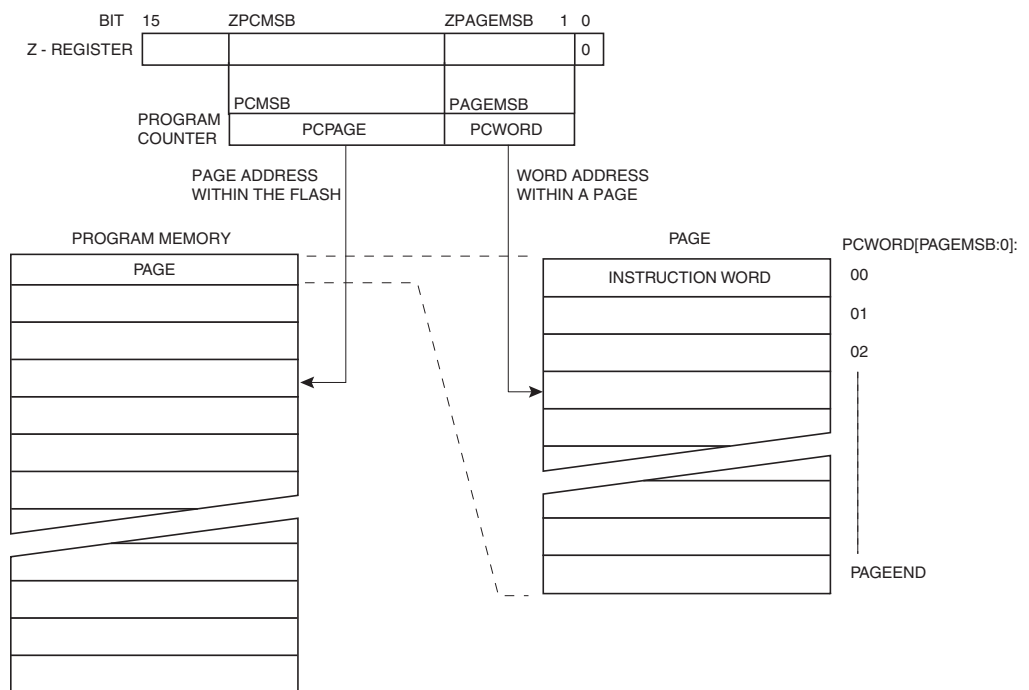 BIT 15 ZPCMSB ZPAGEMSB 1 0
Z - REGISTER 0
PCMSB PAGEMSB
PROGRAM
COUNTER
PCPAGE PCWORD
PAGE ADDRESS
WITHIN THE FLASH
WORD ADDRESS
WITHIN A PAGE
PROGRAM MEMORY
PAGE
PAGE
PCWORD[PAGEMSB:0]:
INSTRUCTION WORD
00
01
02
PAGEEND